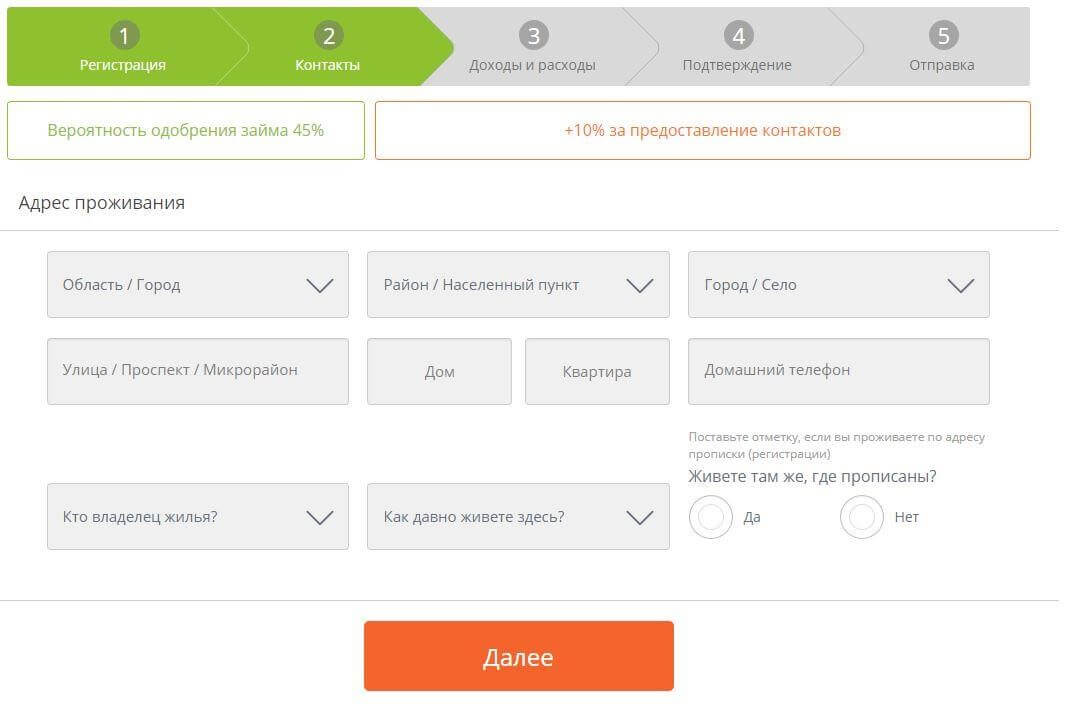 1
Регистрация
2
Контакты
3
Доходы и расходы
4
Подтверждение
5
Отправка
Вероятность одобрения займа 45%
+10% за предоставление контактов
Адрес проживания
Область / Город
Район / Населенный пункт
Город / Село
Улица / Проспект / Микрорайон
Дом
Квартира
Домашний телефон
Поставьте отметку, если вы проживаете по адресу
прописки (регистрации)
Живете там же, где прописаны?
Кто владелец жилья?
Как давно живете здесь?
Да
Нет
Далее